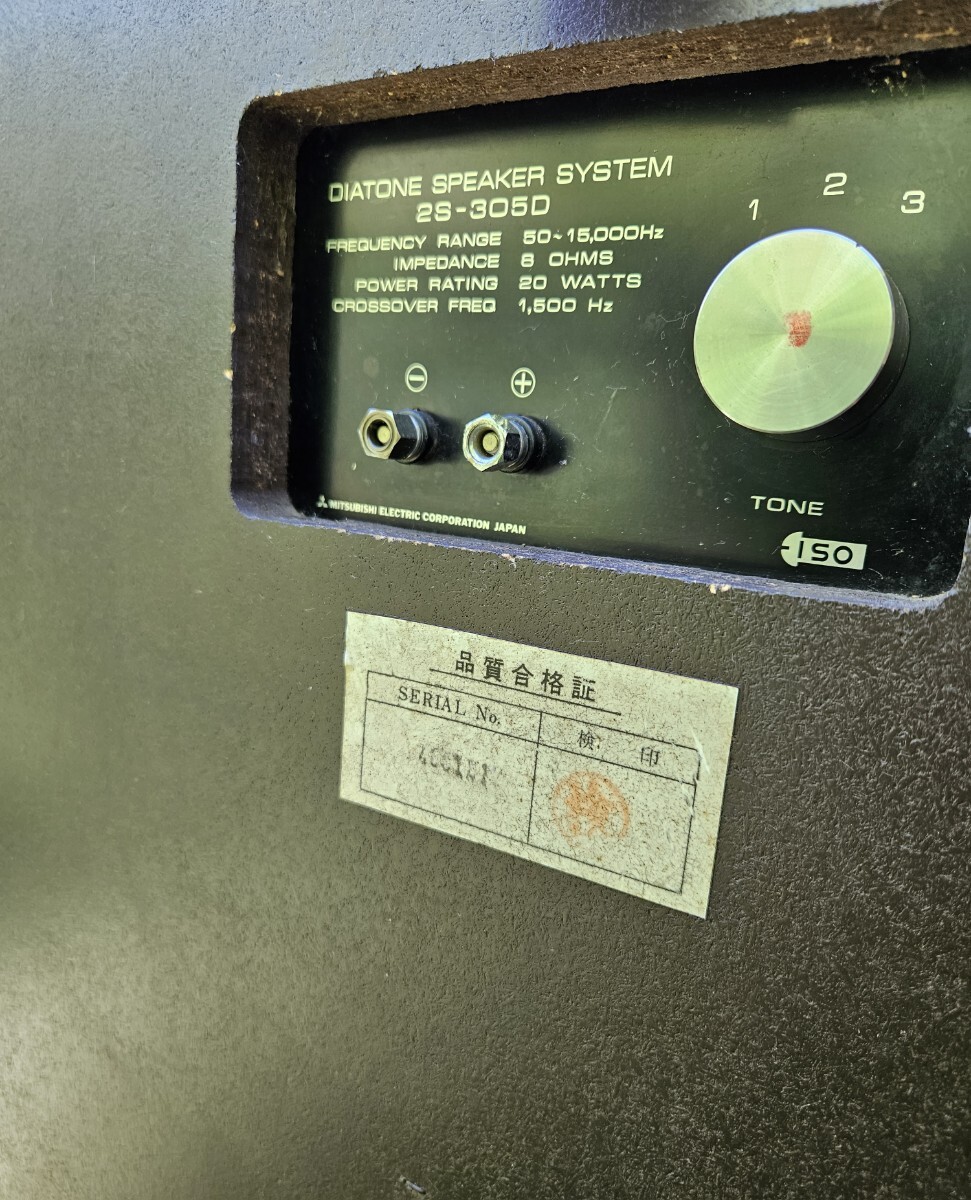 DIATONE SPEAKER SYSTEM
2S-305D
FREQUENCY RANGE 50~15,000Hz
IMPEDANCE 8 OHMS
POWER RATING 20 WATTS
CROSSOVER FREQ 1,500 Hz
1 2 3
⊖ ⊕
TONE
MITSUBISHI ELECTRIC CORPORATION JAPAN
ISO
品質合格証
SERIAL No. 検印